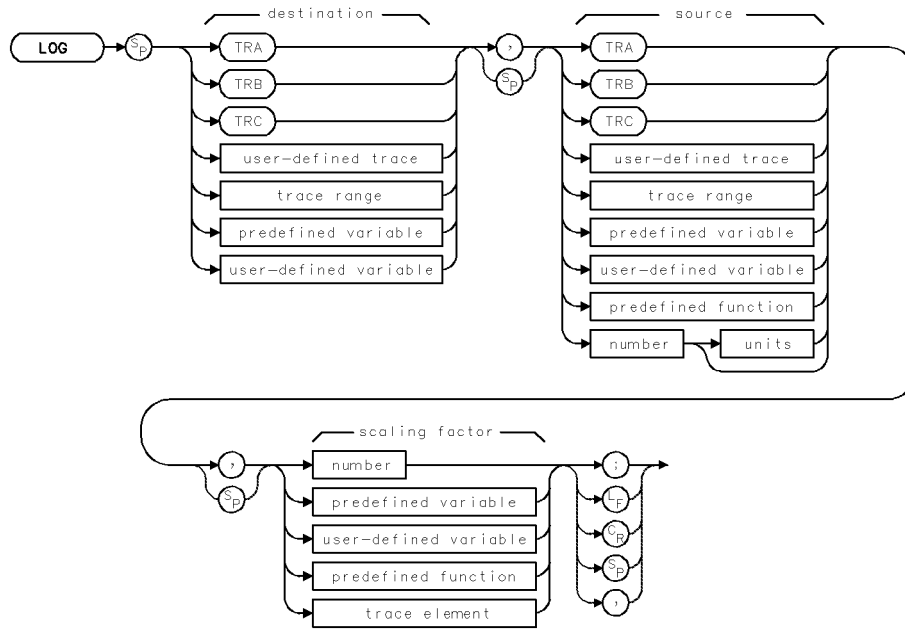 destination
source
LOG SP TRA , TRA
TRB SP TRB
TRC TRC
user-defined trace user-defined trace
trace range trace range
predefined variable predefined variable
user-defined variable user-defined variable
predefined function
number units
scaling factor
, number ;
SP predefined variable LF
user-defined variable CR
predefined function SP
trace element ,